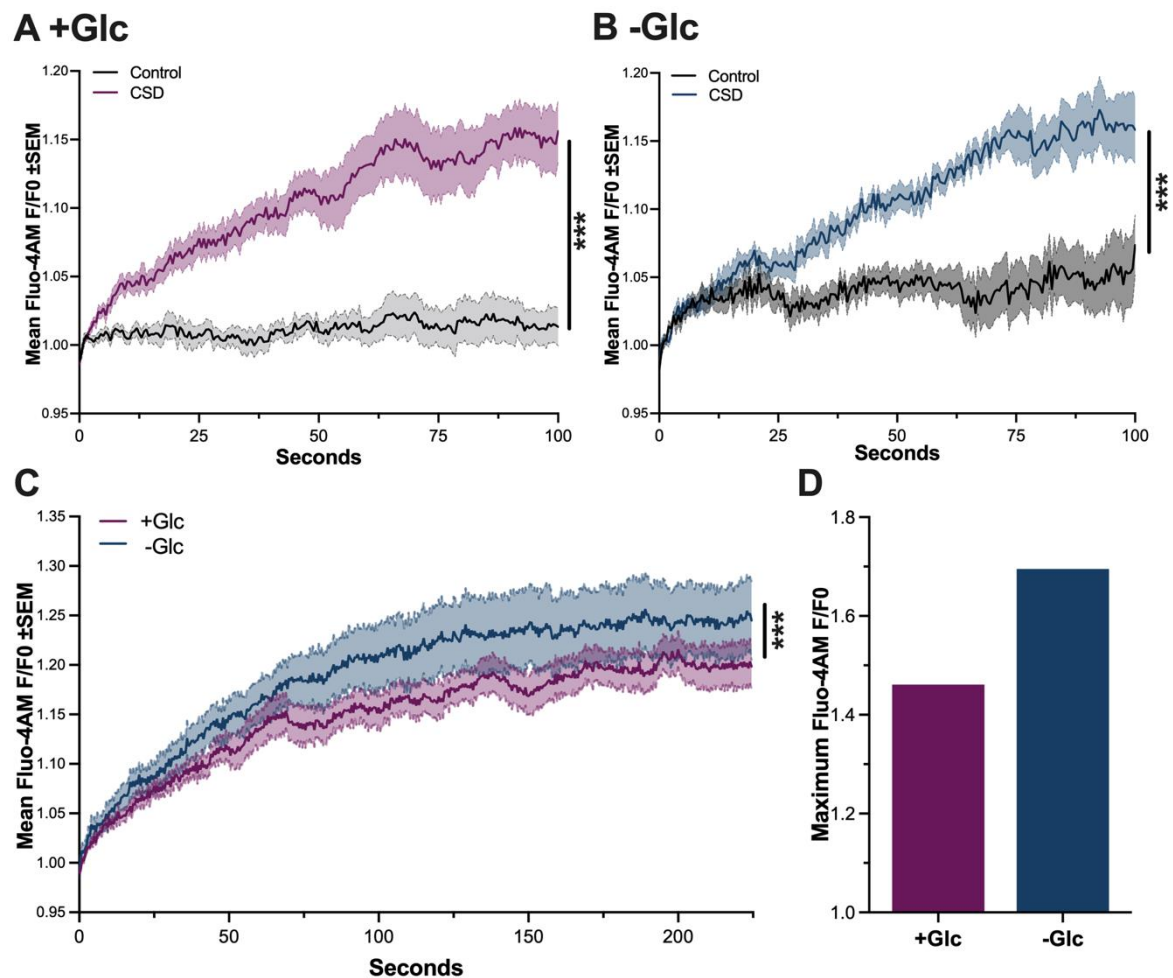 A +Glc
Control
CSD
Mean Fluo-4AM F/F0 ±SEM
1.20
1.15
1.10
1.05
1.00
0.95
0
25
50
75
100
Seconds
***
B -Glc
Control
CSD
Mean Fluo-4AM F/F0 ±SEM
1.20
1.15
1.10
1.05
1.00
0.95
0
25
50
75
100
Seconds
***
C
+Glc
-Glc
Mean Fluo-4AM F/F0 ±SEM
1.35
1.30
1.25
1.20
1.15
1.10
1.05
1.00
0.95
0
25
50
100
150
200
Seconds
***
D
Maximum Fluo-4AM F/F0
1.8
1.6
1.4
1.2
1.0
+Glc
-Glc